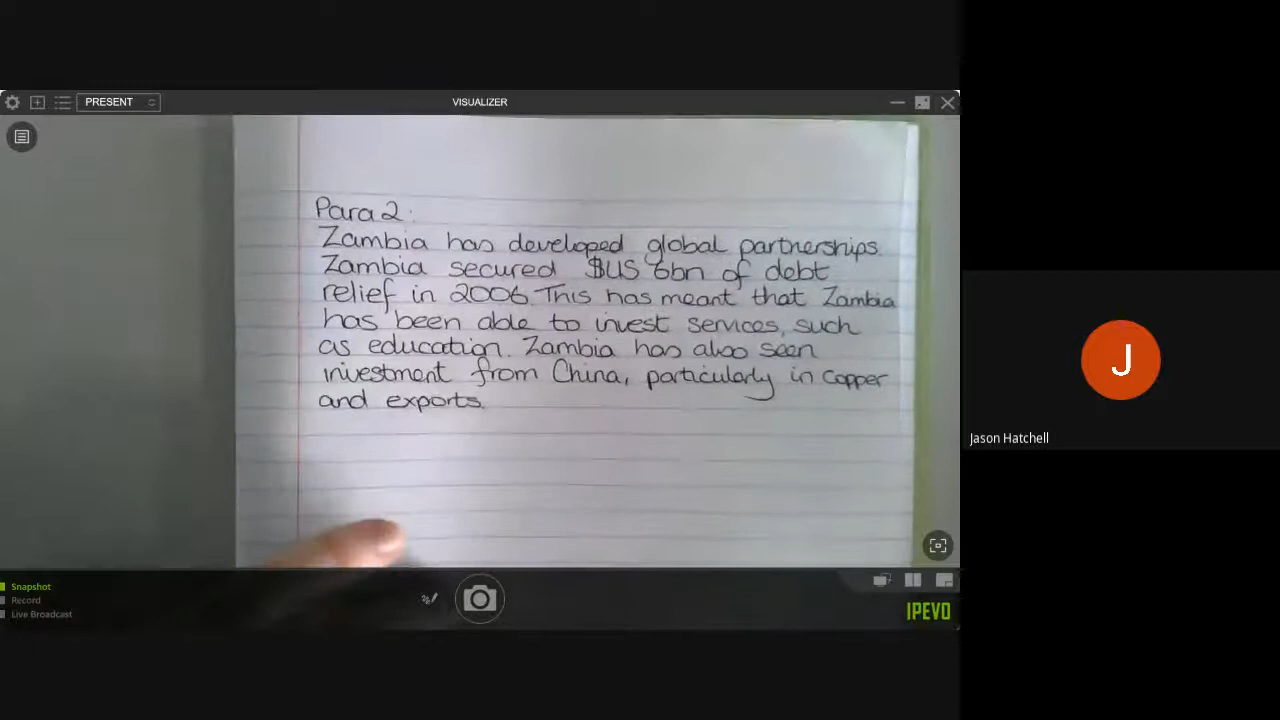 PRESENT
VISUALIZER
Para 2:
Zambia has developed global partnerships.
Zambia secured $US 6bn of debt
relief in 2006. This has meant that Zambia
has been able to invest services, such
as education. Zambia has also seen
investment from China, particularly in copper
and exports.
J
Jason Hatchell
Snapshot
Record
Live Broadcast
IPEVO